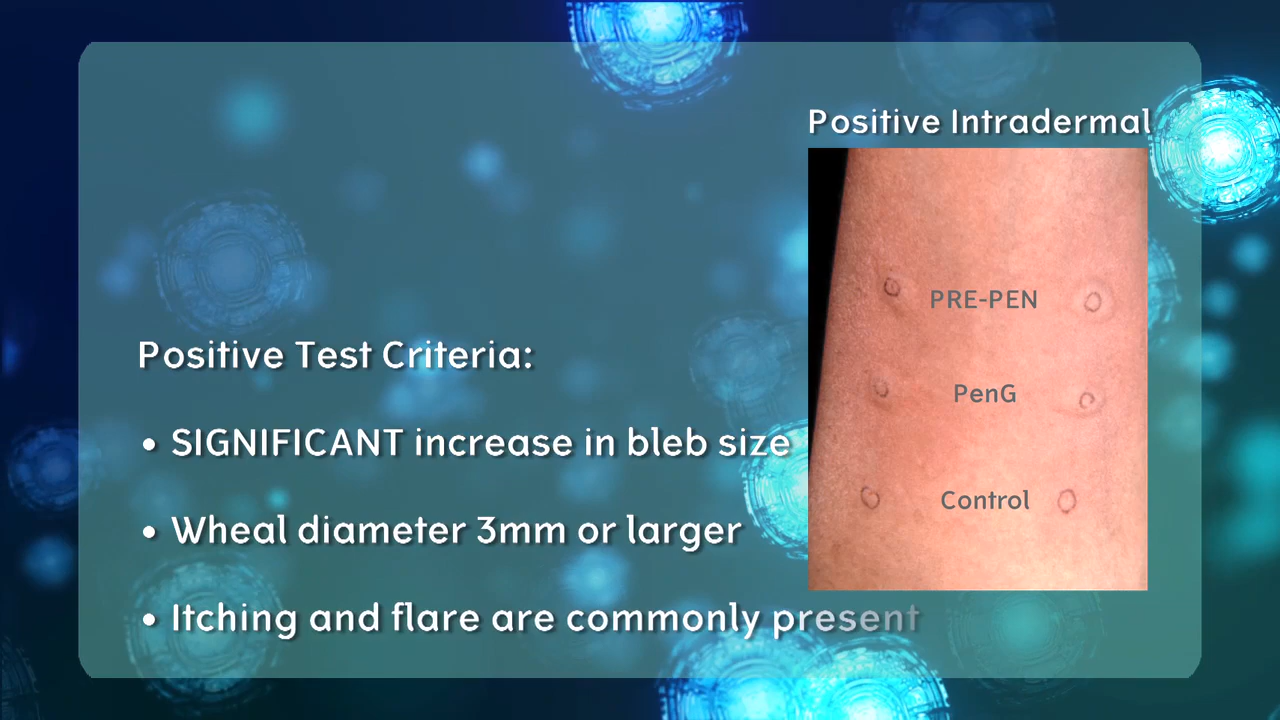 Positive Intradermal
PRE-PEN
PenG
Control
Positive Test Criteria:
• SIGNIFICANT increase in bleb size
• Wheal diameter 3mm or larger
• Itching and flare are commonly present